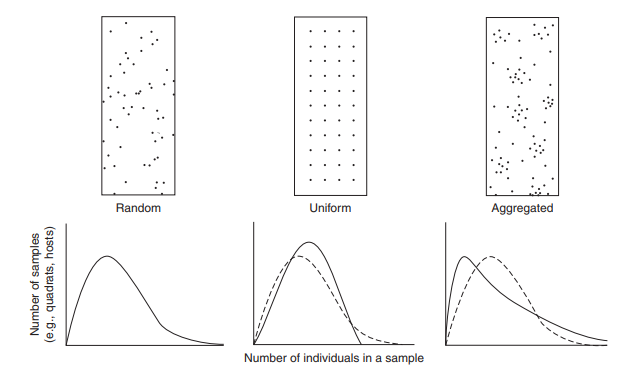 Random
Uniform
Aggregated
Number of samples
(e.g., quadrats, hosts)
Number of individuals in a sample